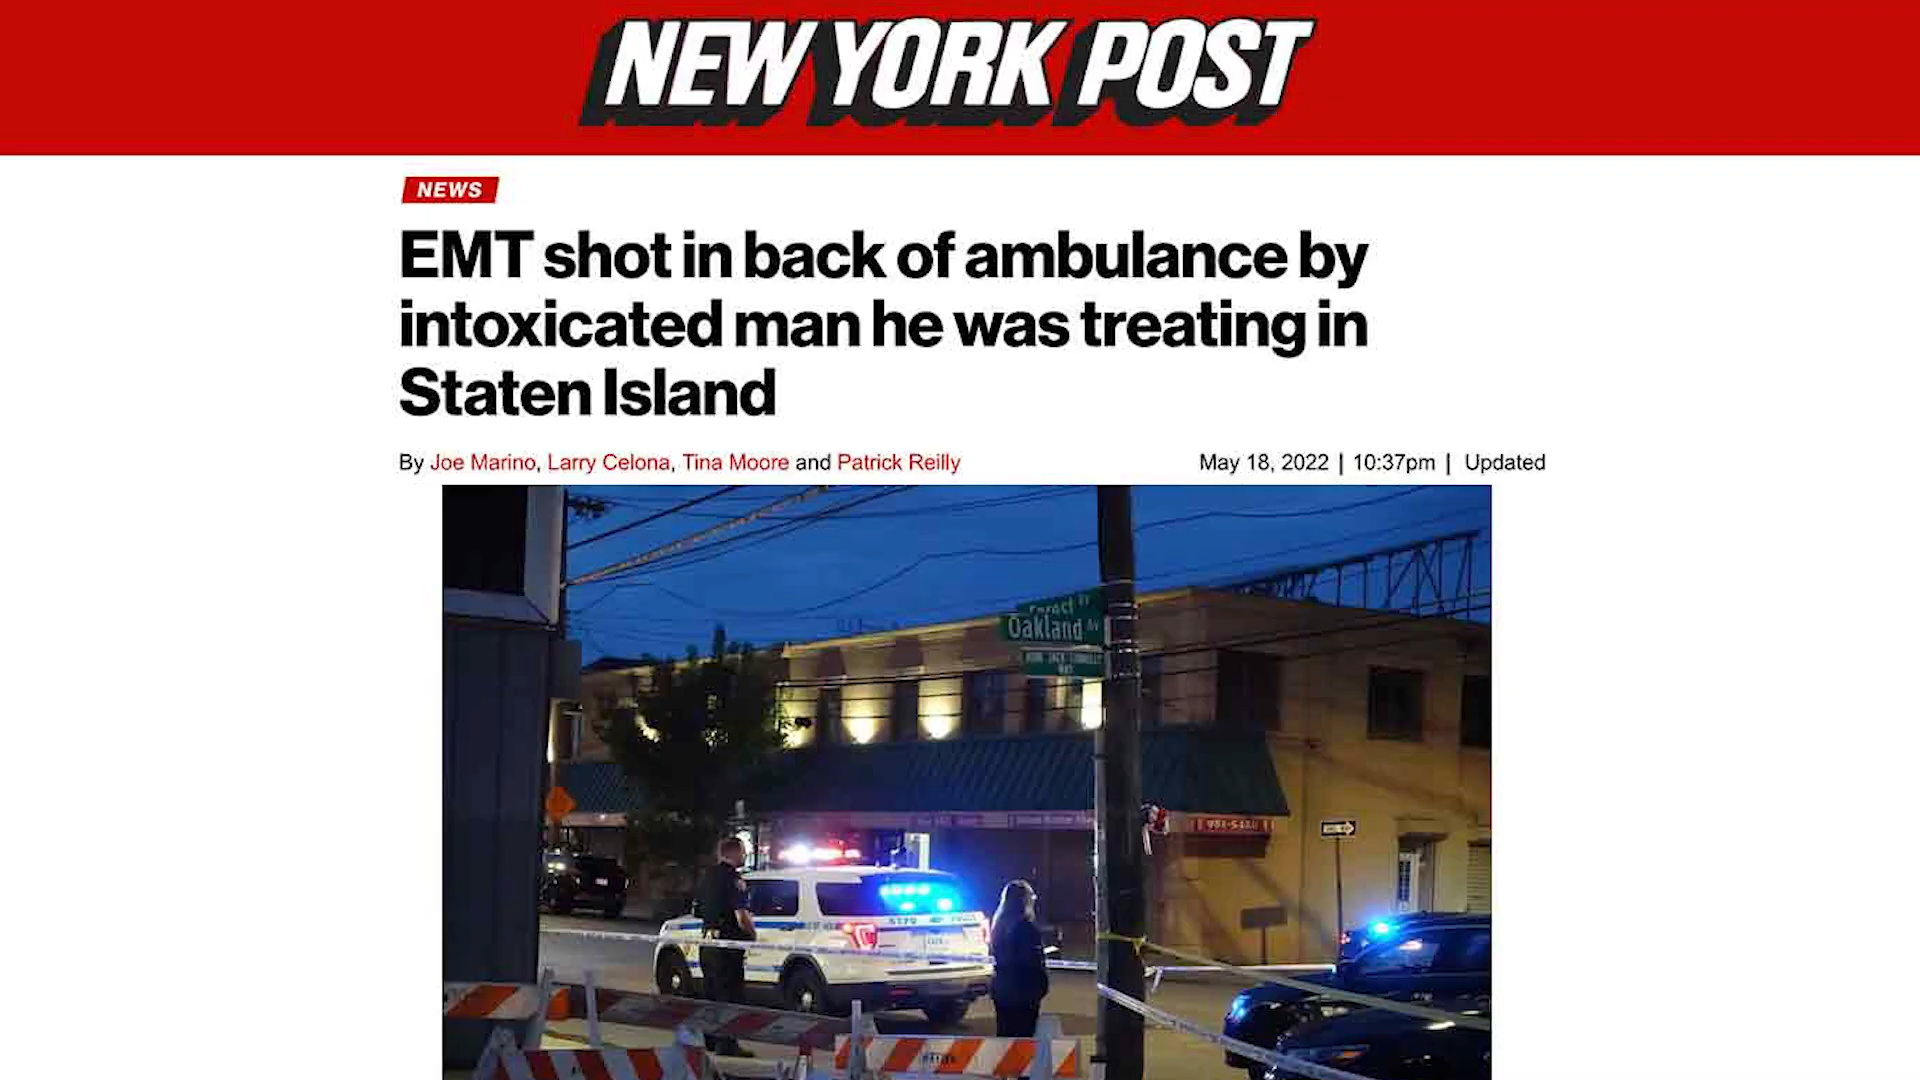 NEW YORK POST
NEWS
EMT shot in back of ambulance by
intoxicated man he was treating in
Staten Island
By Joe Marino, Larry Celona, Tina Moore and Patrick Reilly
May 18, 2022 | 10:37pm | Updated
Oakland Av